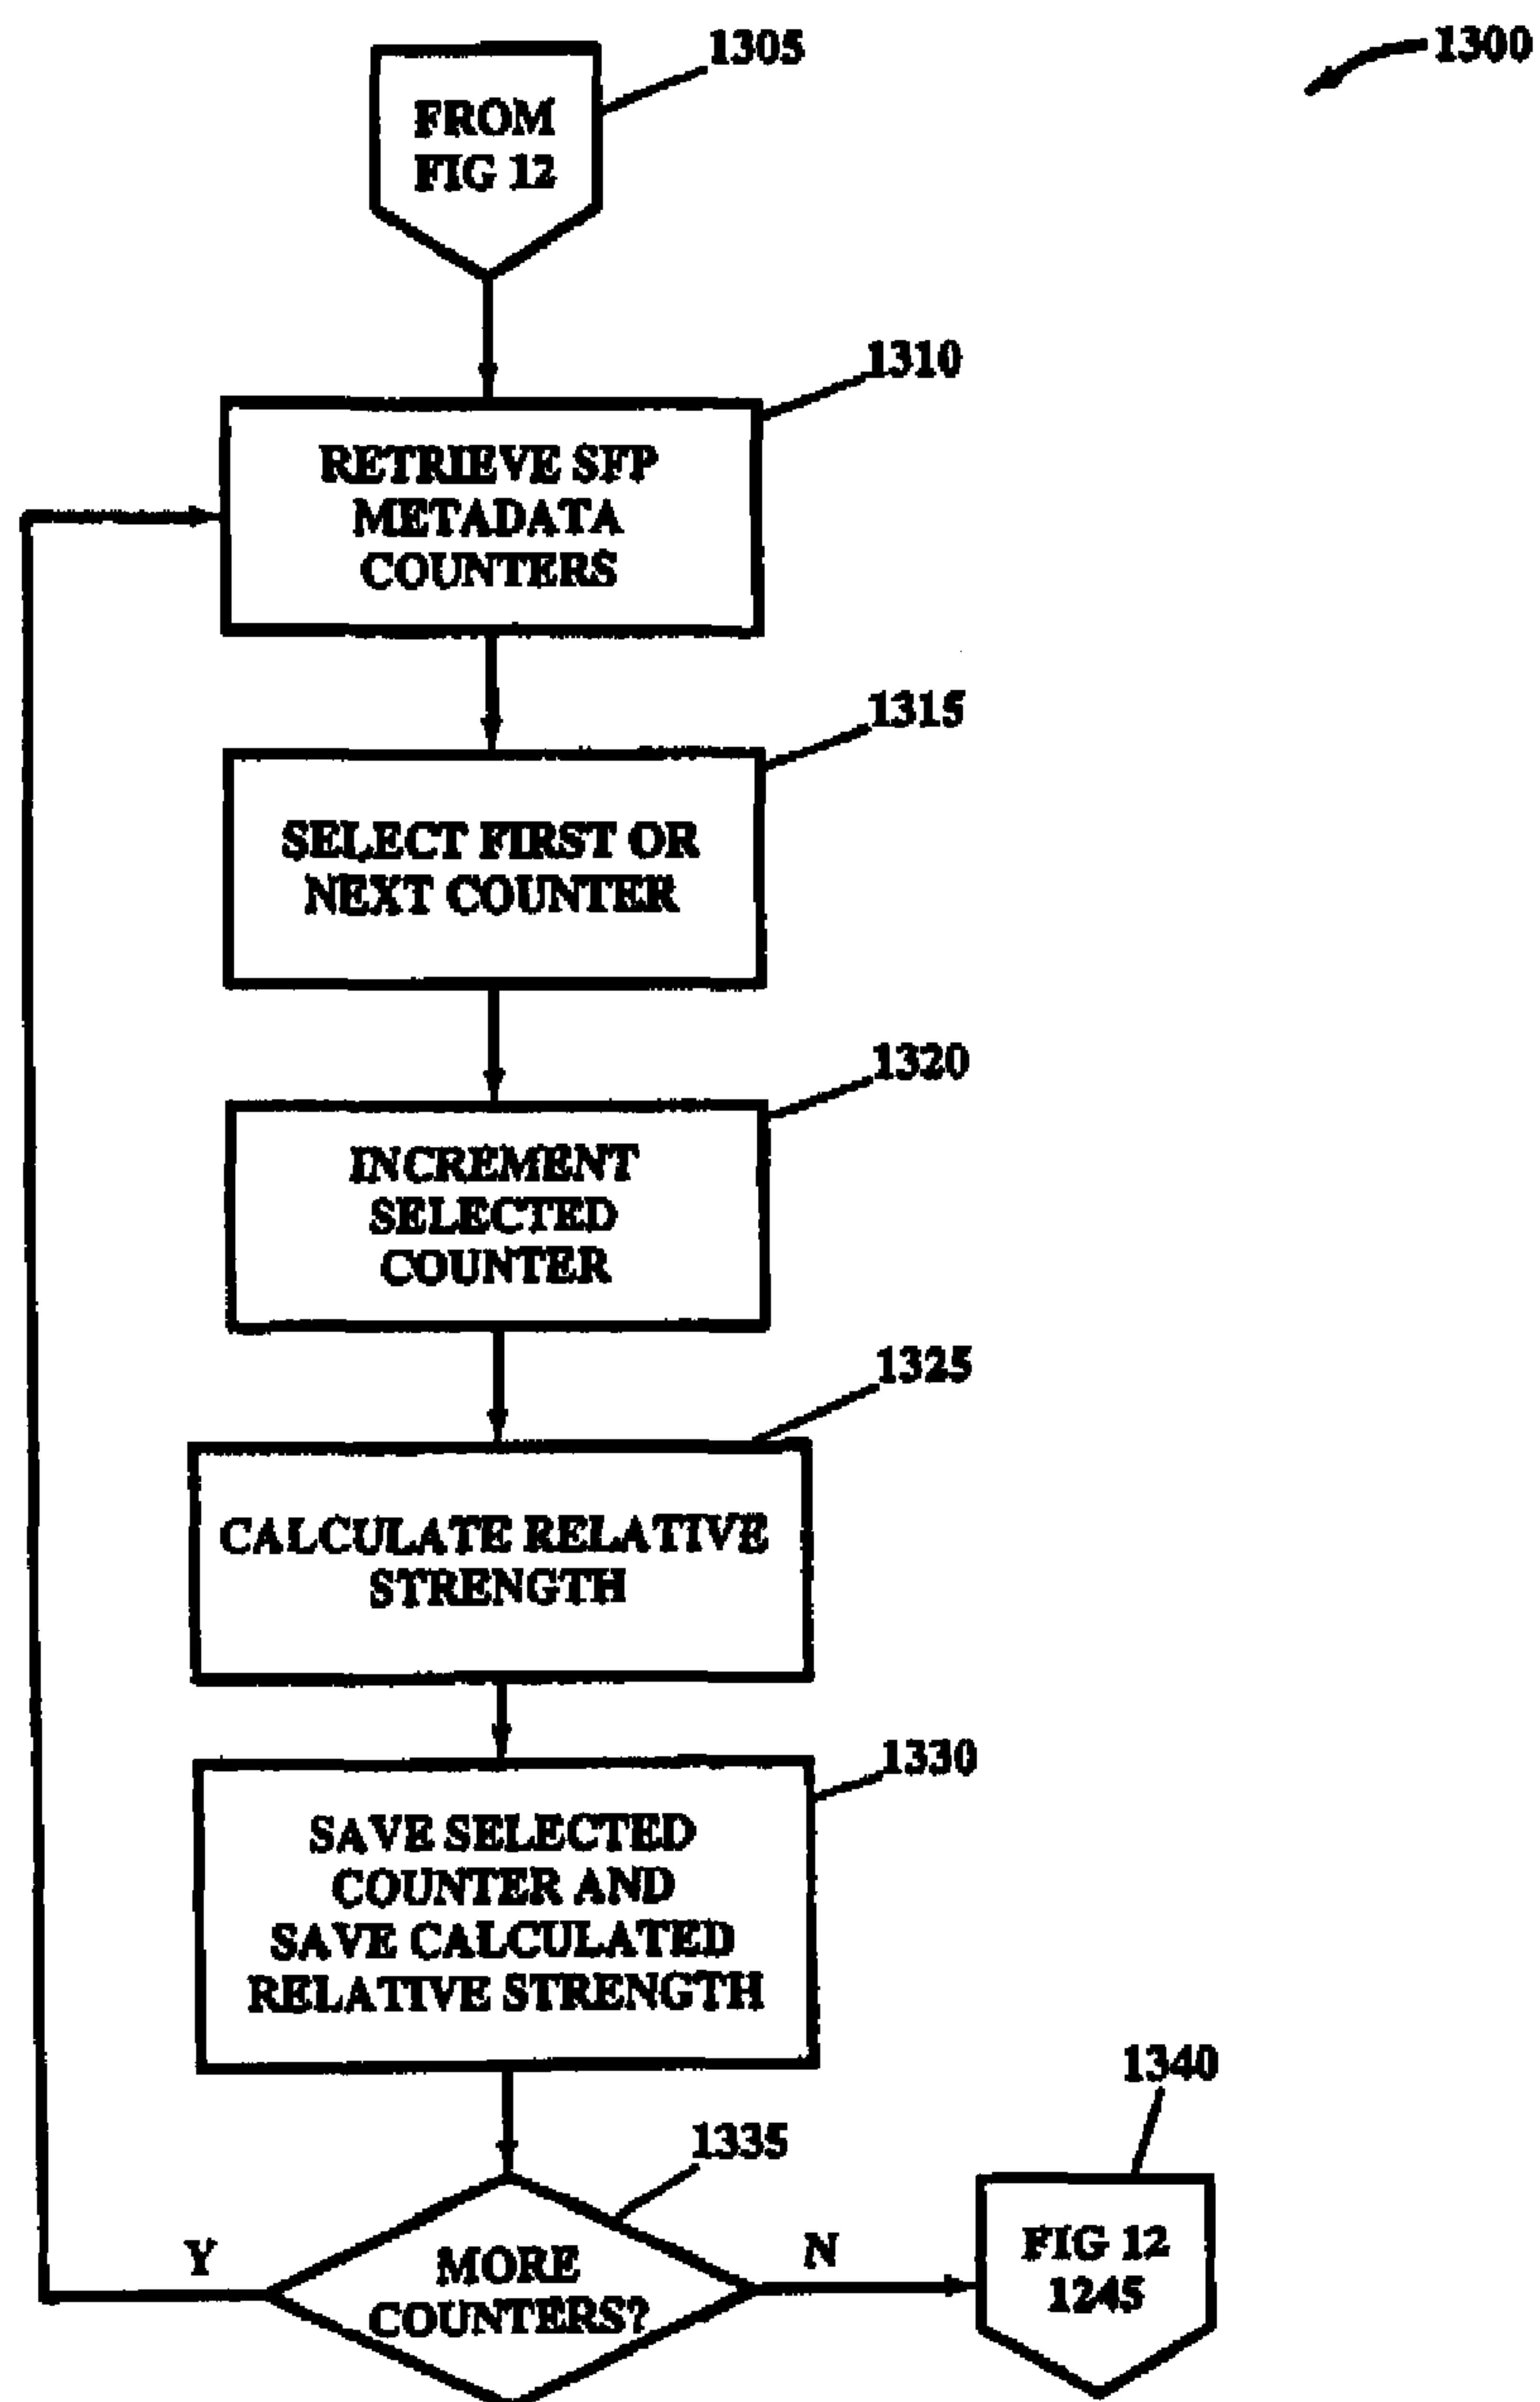 1300
1305
FROM
FIG 12
1310
RETRIEVE SFP
METADATA
COUNTERS
1315
SELECT FIRST OR
NEXT COUNTER
1320
INCREMENT
SELECTED
COUNTER
1325
CALCULATE RELATIVE
STRENGTH
1330
SAVE SELECTED
COUNTER AND
SAVE CALCULATED
RELATIVE STRENGTH
1335
MORE
COUNTERS?
Y
N
1340
FIG 12
1245